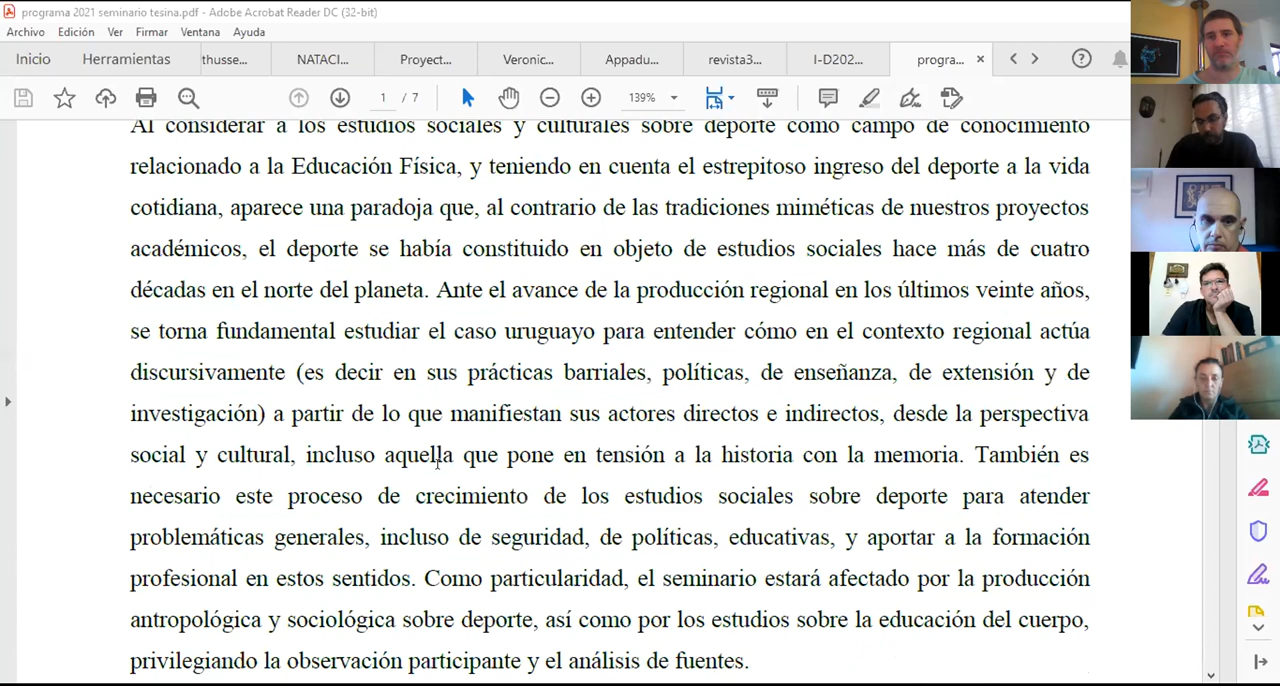 programa 2021 seminario tesina.pdf - Adobe Acrobat Reader DC (32-bit)
Archivo Edición Ver Firmar Ventana Ayuda
Inicio Herramientas thusse... NATACI... Proyect... Veronic... Appadu... revista3... I-D202... progra...
1 / 7 139%
Al considerar a los estudios sociales y culturales sobre deporte como campo de conocimiento
relacionado a la Educación Física, y teniendo en cuenta el estrepitoso ingreso del deporte a la vida
cotidiana, aparece una paradoja que, al contrario de las tradiciones miméticas de nuestros proyectos
académicos, el deporte se había constituido en objeto de estudios sociales hace más de cuatro
décadas en el norte del planeta. Ante el avance de la producción regional en los últimos veinte años,
se torna fundamental estudiar el caso uruguayo para entender cómo en el contexto regional actúa
discursivamente (es decir en sus prácticas barriales, políticas, de enseñanza, de extensión y de
investigación) a partir de lo que manifiestan sus actores directos e indirectos, desde la perspectiva
social y cultural, incluso aquella que pone en tensión a la historia con la memoria. También es
necesario este proceso de crecimiento de los estudios sociales sobre deporte para atender
problemáticas generales, incluso de seguridad, de políticas, educativas, y aportar a la formación
profesional en estos sentidos. Como particularidad, el seminario estará afectado por la producción
antropológica y sociológica sobre deporte, así como por los estudios sobre la educación del cuerpo,
privilegiando la observación participante y el análisis de fuentes.